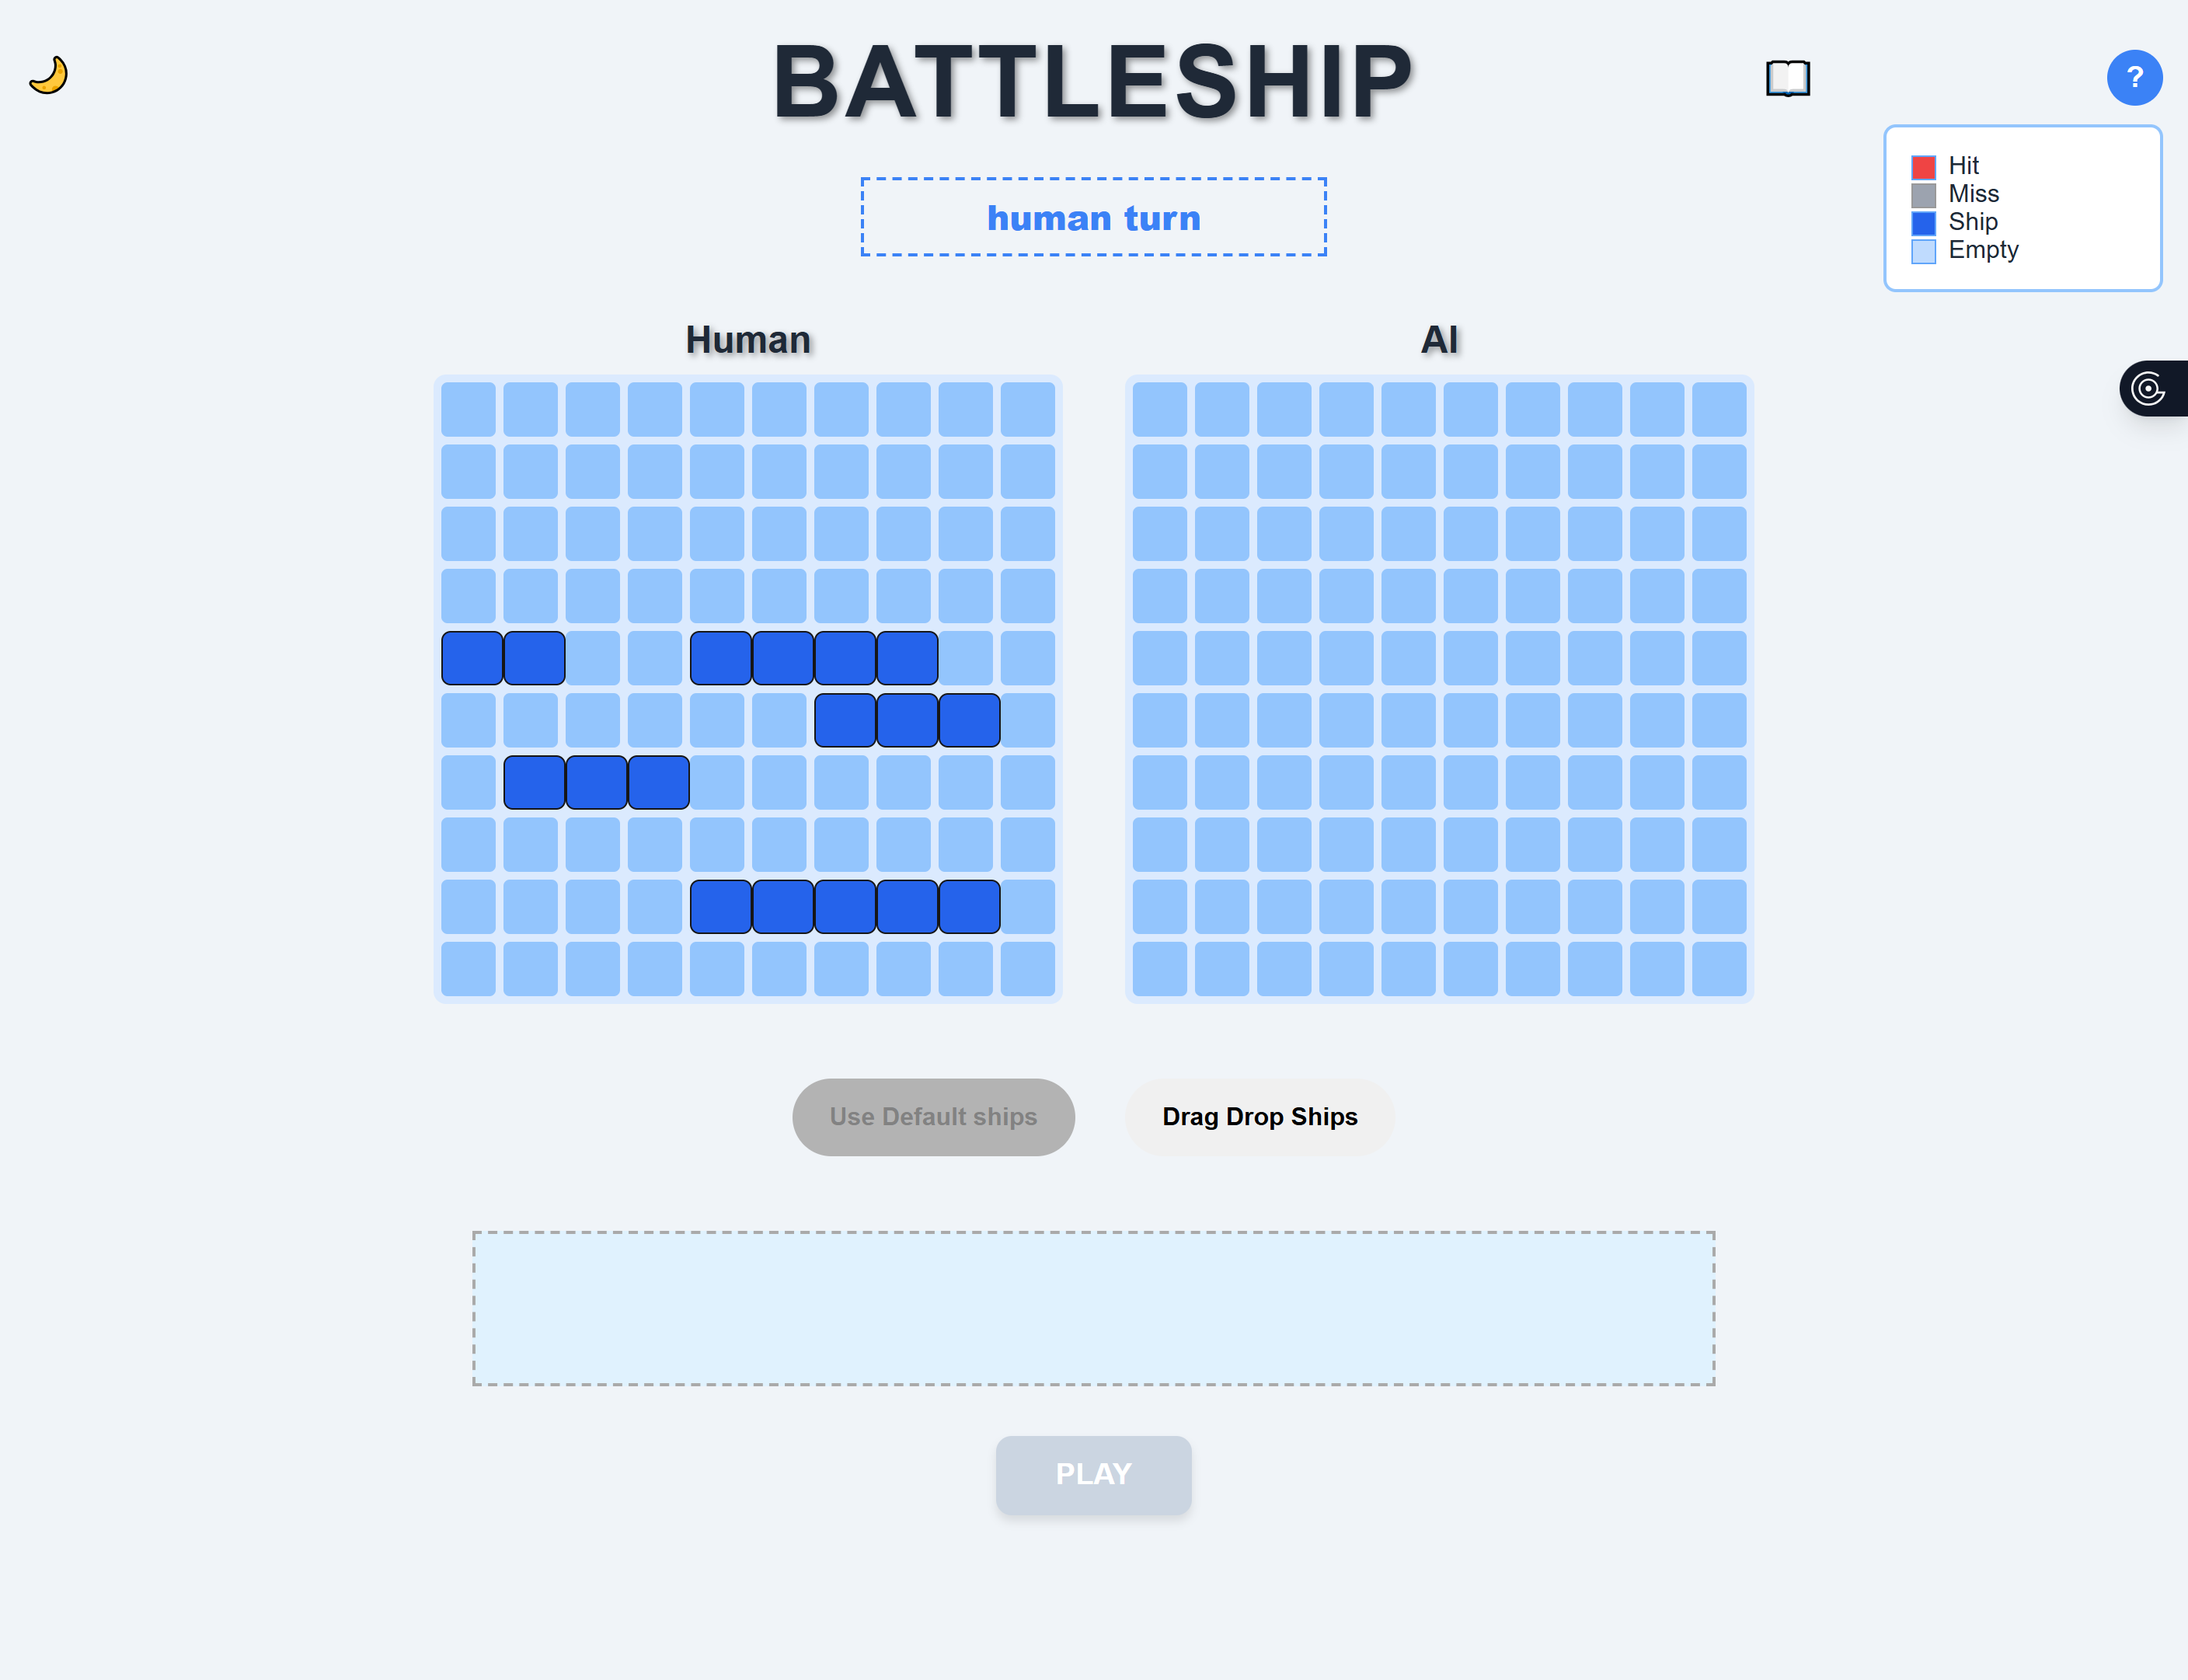 BATTLESHIP
?
Hit
Miss
Ship
Empty
human turn
Human
AI
Use Default ships
Drag Drop Ships
PLAY